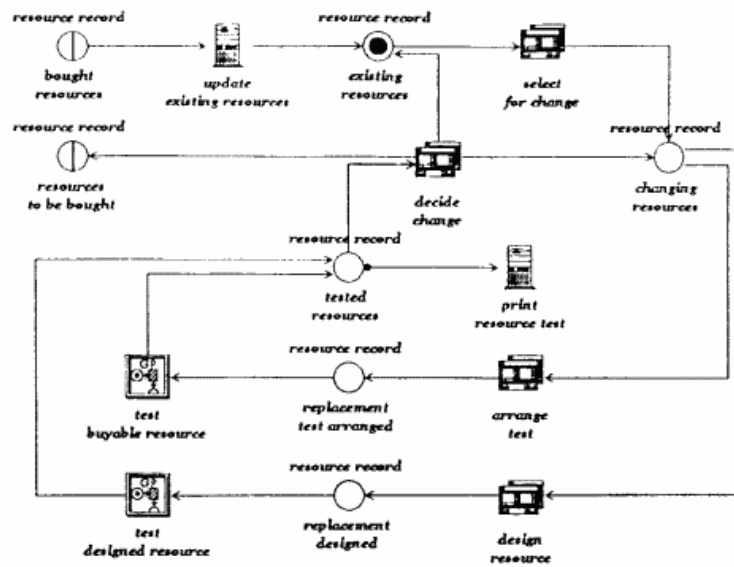 resource record
resource record
bought
resources
update
existing resources
existing
resources
select
for change
resource record
resource record
resources
to be bought
decide
change
changing
resources
resource record
tested
resources
print
resource test
resource record
test
buyable resource
replacement
test arranged
arrange
test
resource record
test
designed resource
replacement
designed
design
resource
GP
GP